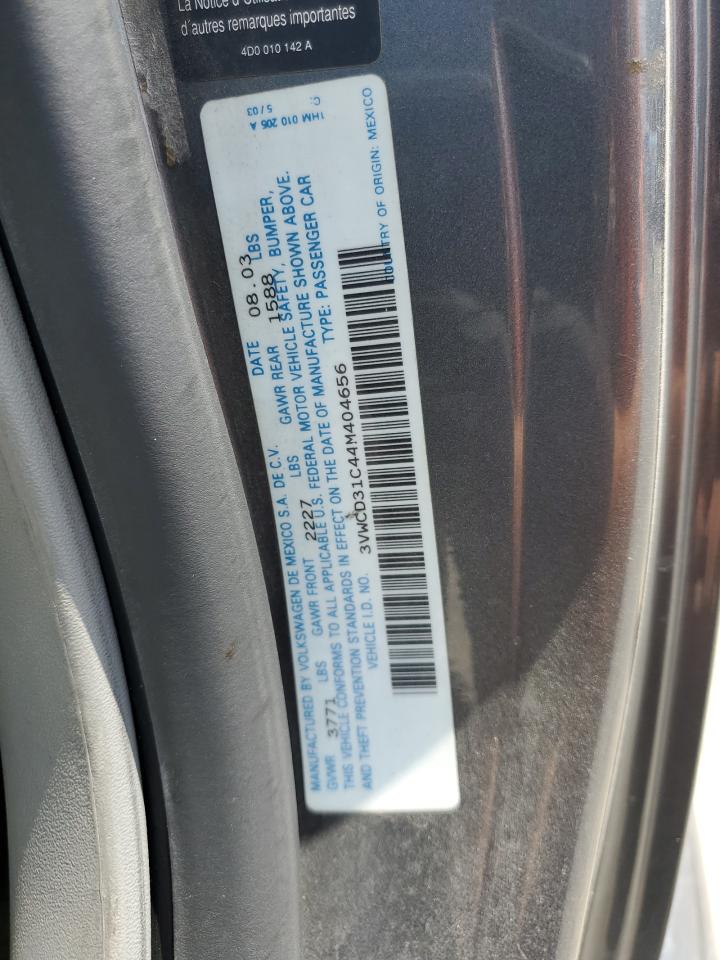 La Notice d'Utilisat
d'autres remarques importantes
4D0 010 142 A
MANUFACTURED BY VOLKSWAGEN DE MEXICO S.A. DE C.V. DATE 08.03
GVWR 3771 LBS GAWR FRONT 2227 LBS GAWR REAR 1588 LBS
THIS VEHICLE CONFORMS TO ALL APPLICABLE U.S. FEDERAL MOTOR VEHICLE SAFETY, BUMPER,
AND THEFT PREVENTION STANDARDS IN EFFECT ON THE DATE OF MANUFACTURE SHOWN ABOVE.
VEHICLE I.D. NO. 3VWCD31C44M404656 TYPE: PASSENGER CAR
COUNTRY OF ORIGIN: MEXICO
1HM 010 206 A
5/03